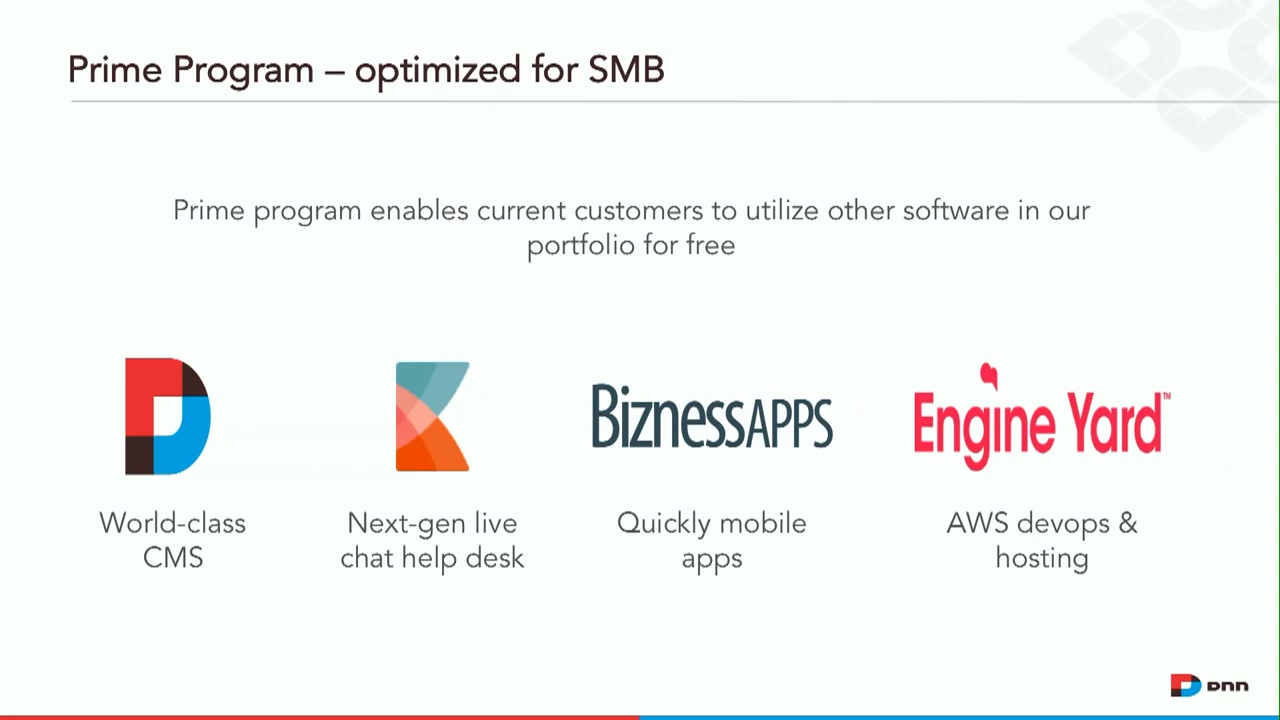 Prime Program – optimized for SMB
Prime program enables current customers to utilize other software in our
portfolio for free
BiznessAPPS
Engine Yard™
World-class
CMS
Next-gen live
chat help desk
Quickly mobile
apps
AWS devops &
hosting
DNN